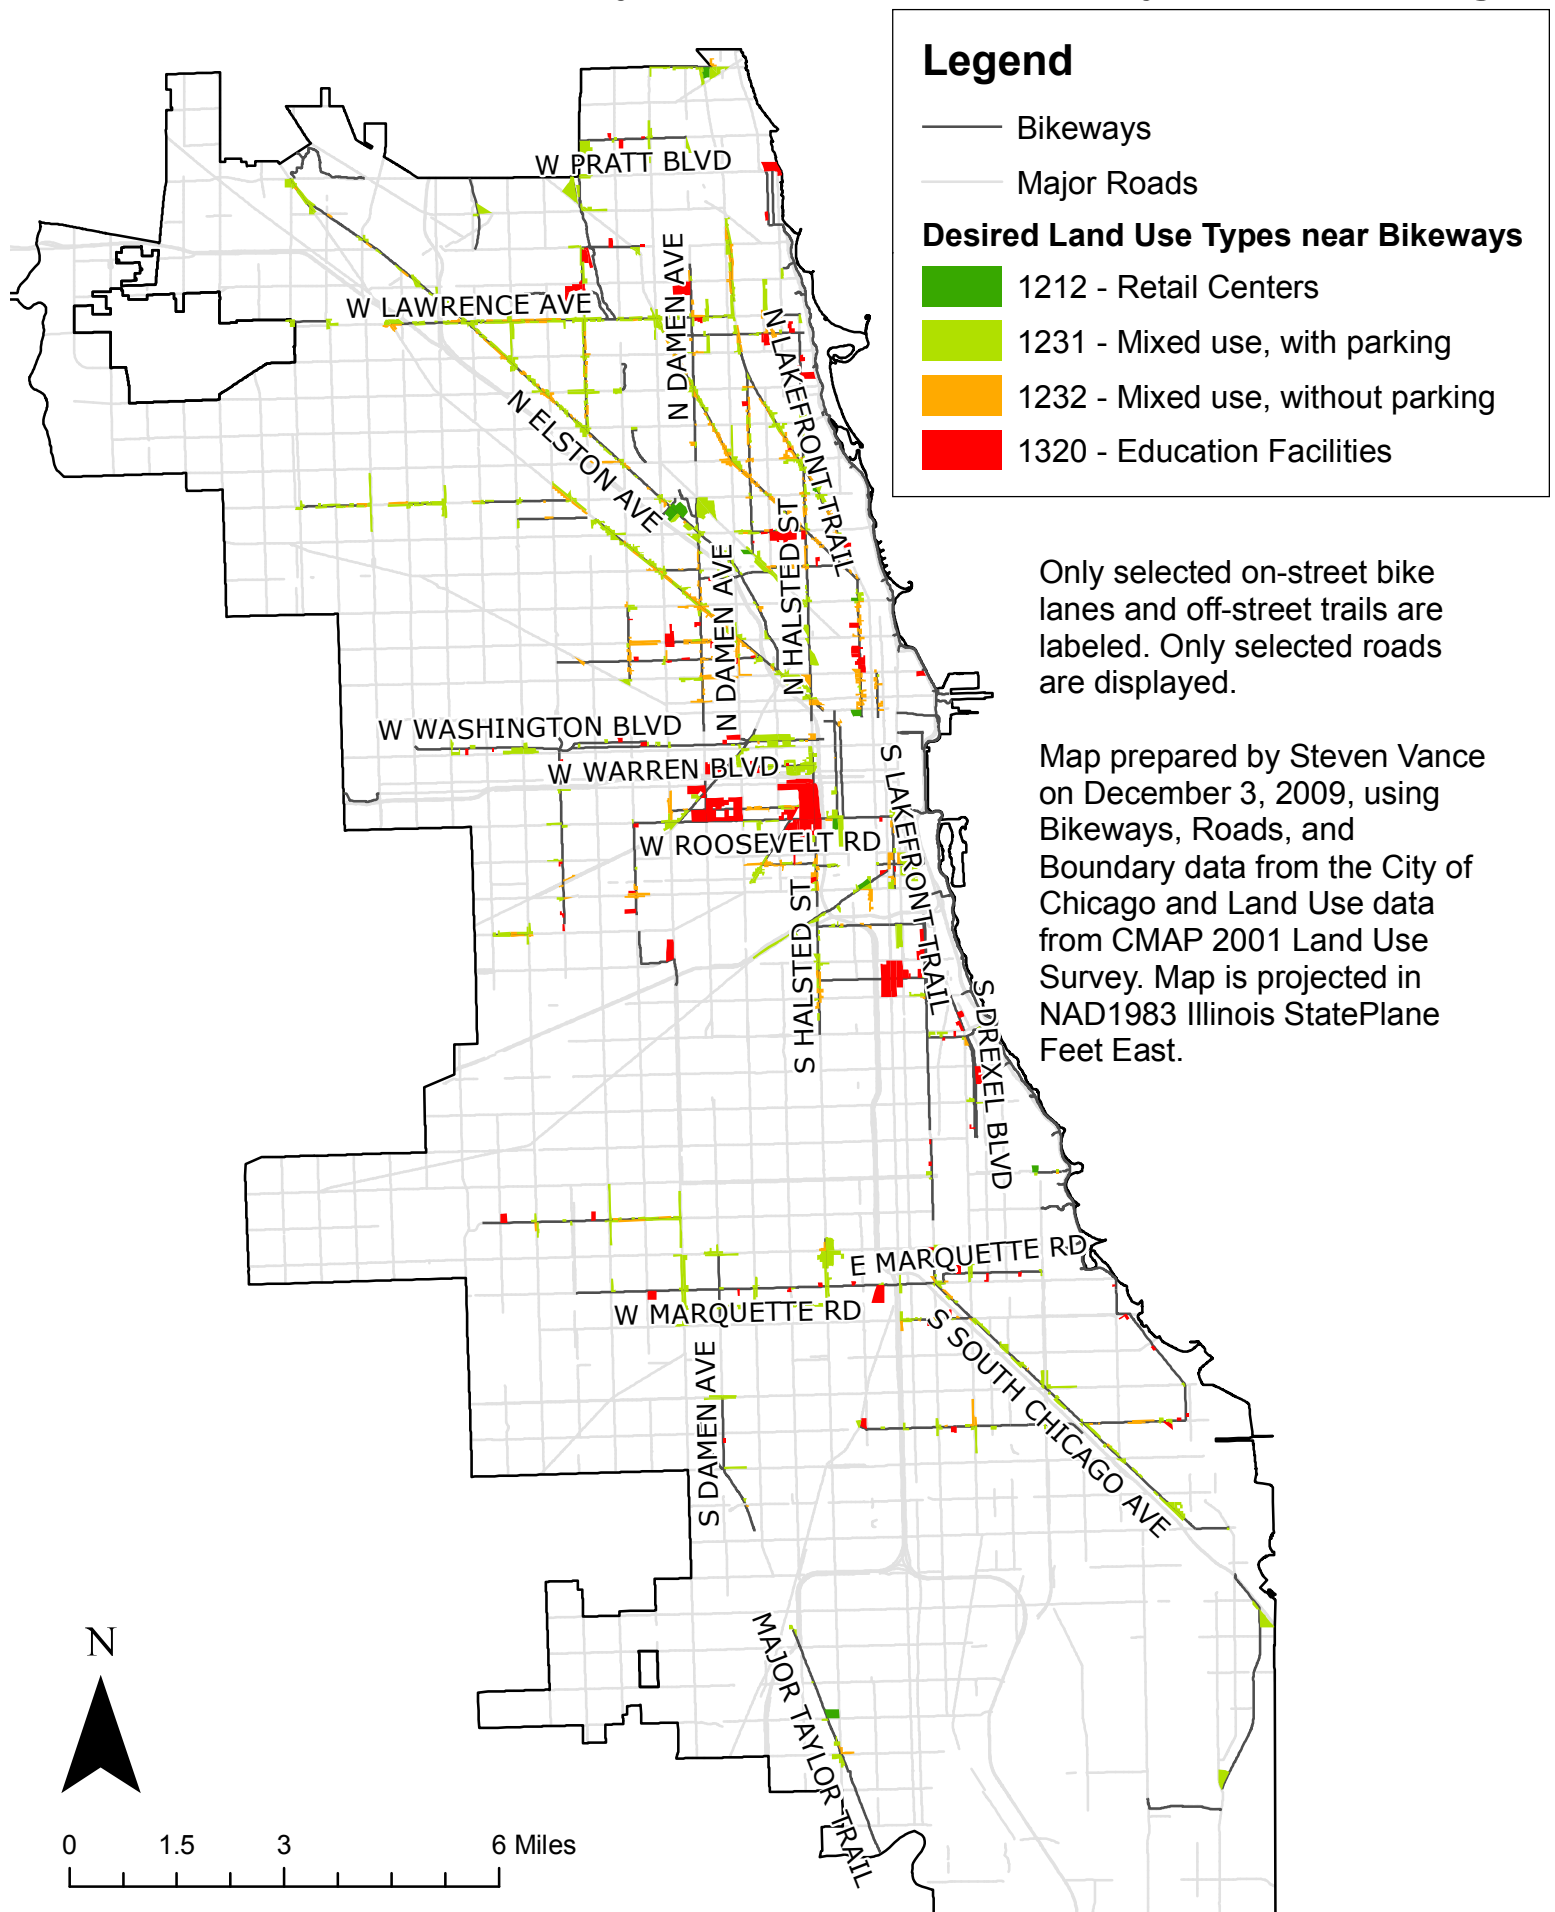 Legend
Bikeways
Major Roads
Desired Land Use Types near Bikeways
1212 - Retail Centers
1231 - Mixed use, with parking
1232 - Mixed use, without parking
1320 - Education Facilities
Only selected on-street bike
lanes and off-street trails are
labeled. Only selected roads
are displayed.
Map prepared by Steven Vance
on December 3, 2009, using
Bikeways, Roads, and
Boundary data from the City of
Chicago and Land Use data
from CMAP 2001 Land Use
Survey. Map is projected in
NAD1983 Illinois StatePlane
Feet East.
W PRATT BLVD
N DAMEN AVE
W LAWRENCE AVE
N LAKEFRONT TRAIL
N ELSTON AVE
N HALSTED ST
N DAMEN AVE
W WASHINGTON BLVD
W WARREN BLVD
S LAKEFRONT TRAIL
W ROOSEVELT RD
S HALSTED ST
S DREXEL BLVD
E MARQUETTE RD
W MARQUETTE RD
S SOUTH CHICAGO AVE
S DAMEN AVE
MAJOR TAYLOR TRAIL
N
0 1.5 3 6 Miles